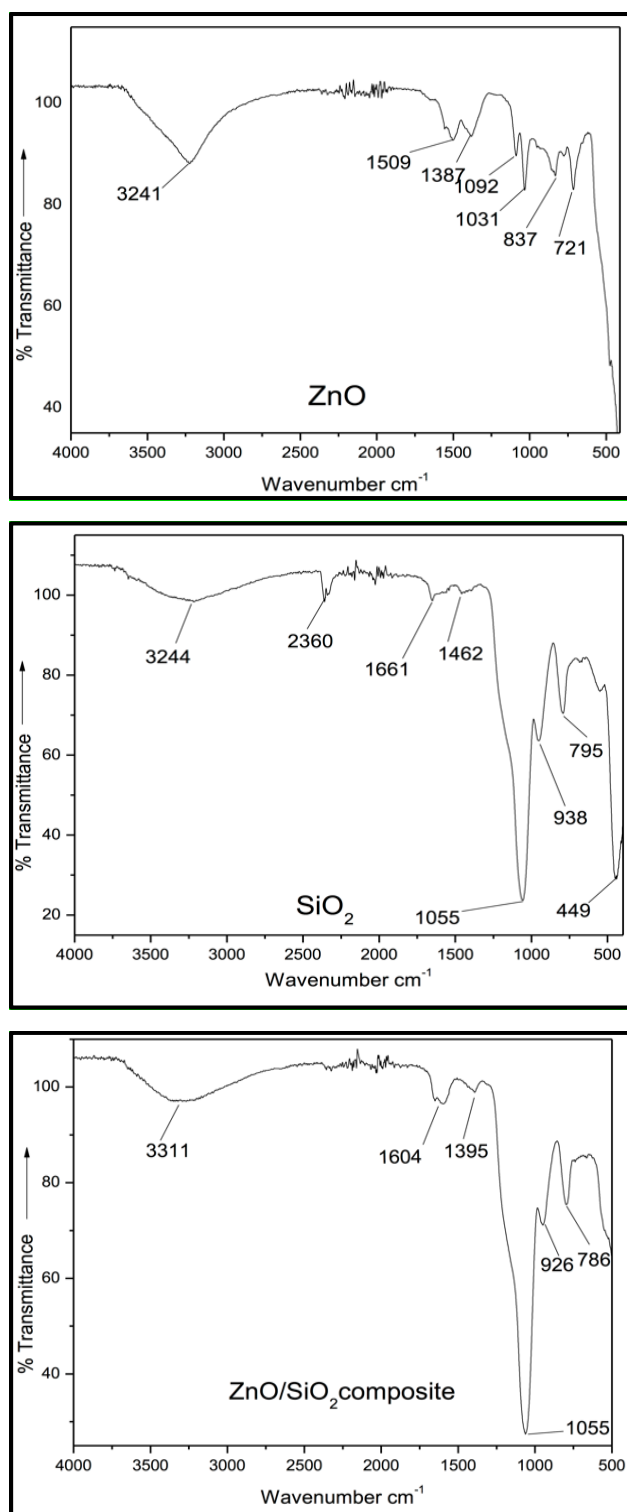 % Transmittance
100
80
60
40
3241
1509
1387
1092
1031
837
721
ZnO
4000 3500 3000 2500 2000 1500 1000 500
Wavenumber cm⁻¹
% Transmittance
100
80
60
40
20
3244
2360
1661
1462
795
938
1055
449
SiO₂
4000 3500 3000 2500 2000 1500 1000 500
Wavenumber cm⁻¹
% Transmittance
100
80
60
40
3311
1604
1395
926
786
1055
ZnO/SiO₂composite
4000 3500 3000 2500 2000 1500 1000 500
Wavenumber cm⁻¹